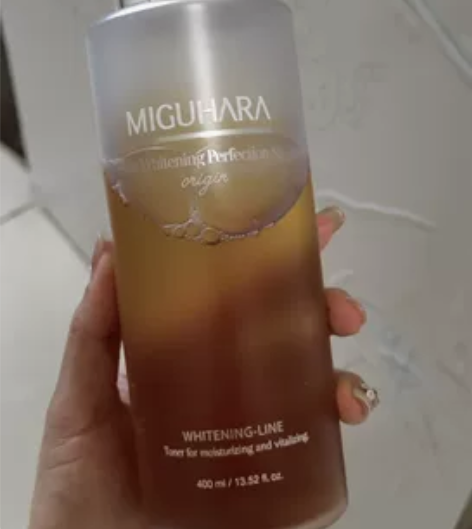 MIGUHARA
Whitening Perfection
origin
WHITENING-LINE
Toner for moisturizing and vitalizing.
400 ml / 13.52 fl. oz.